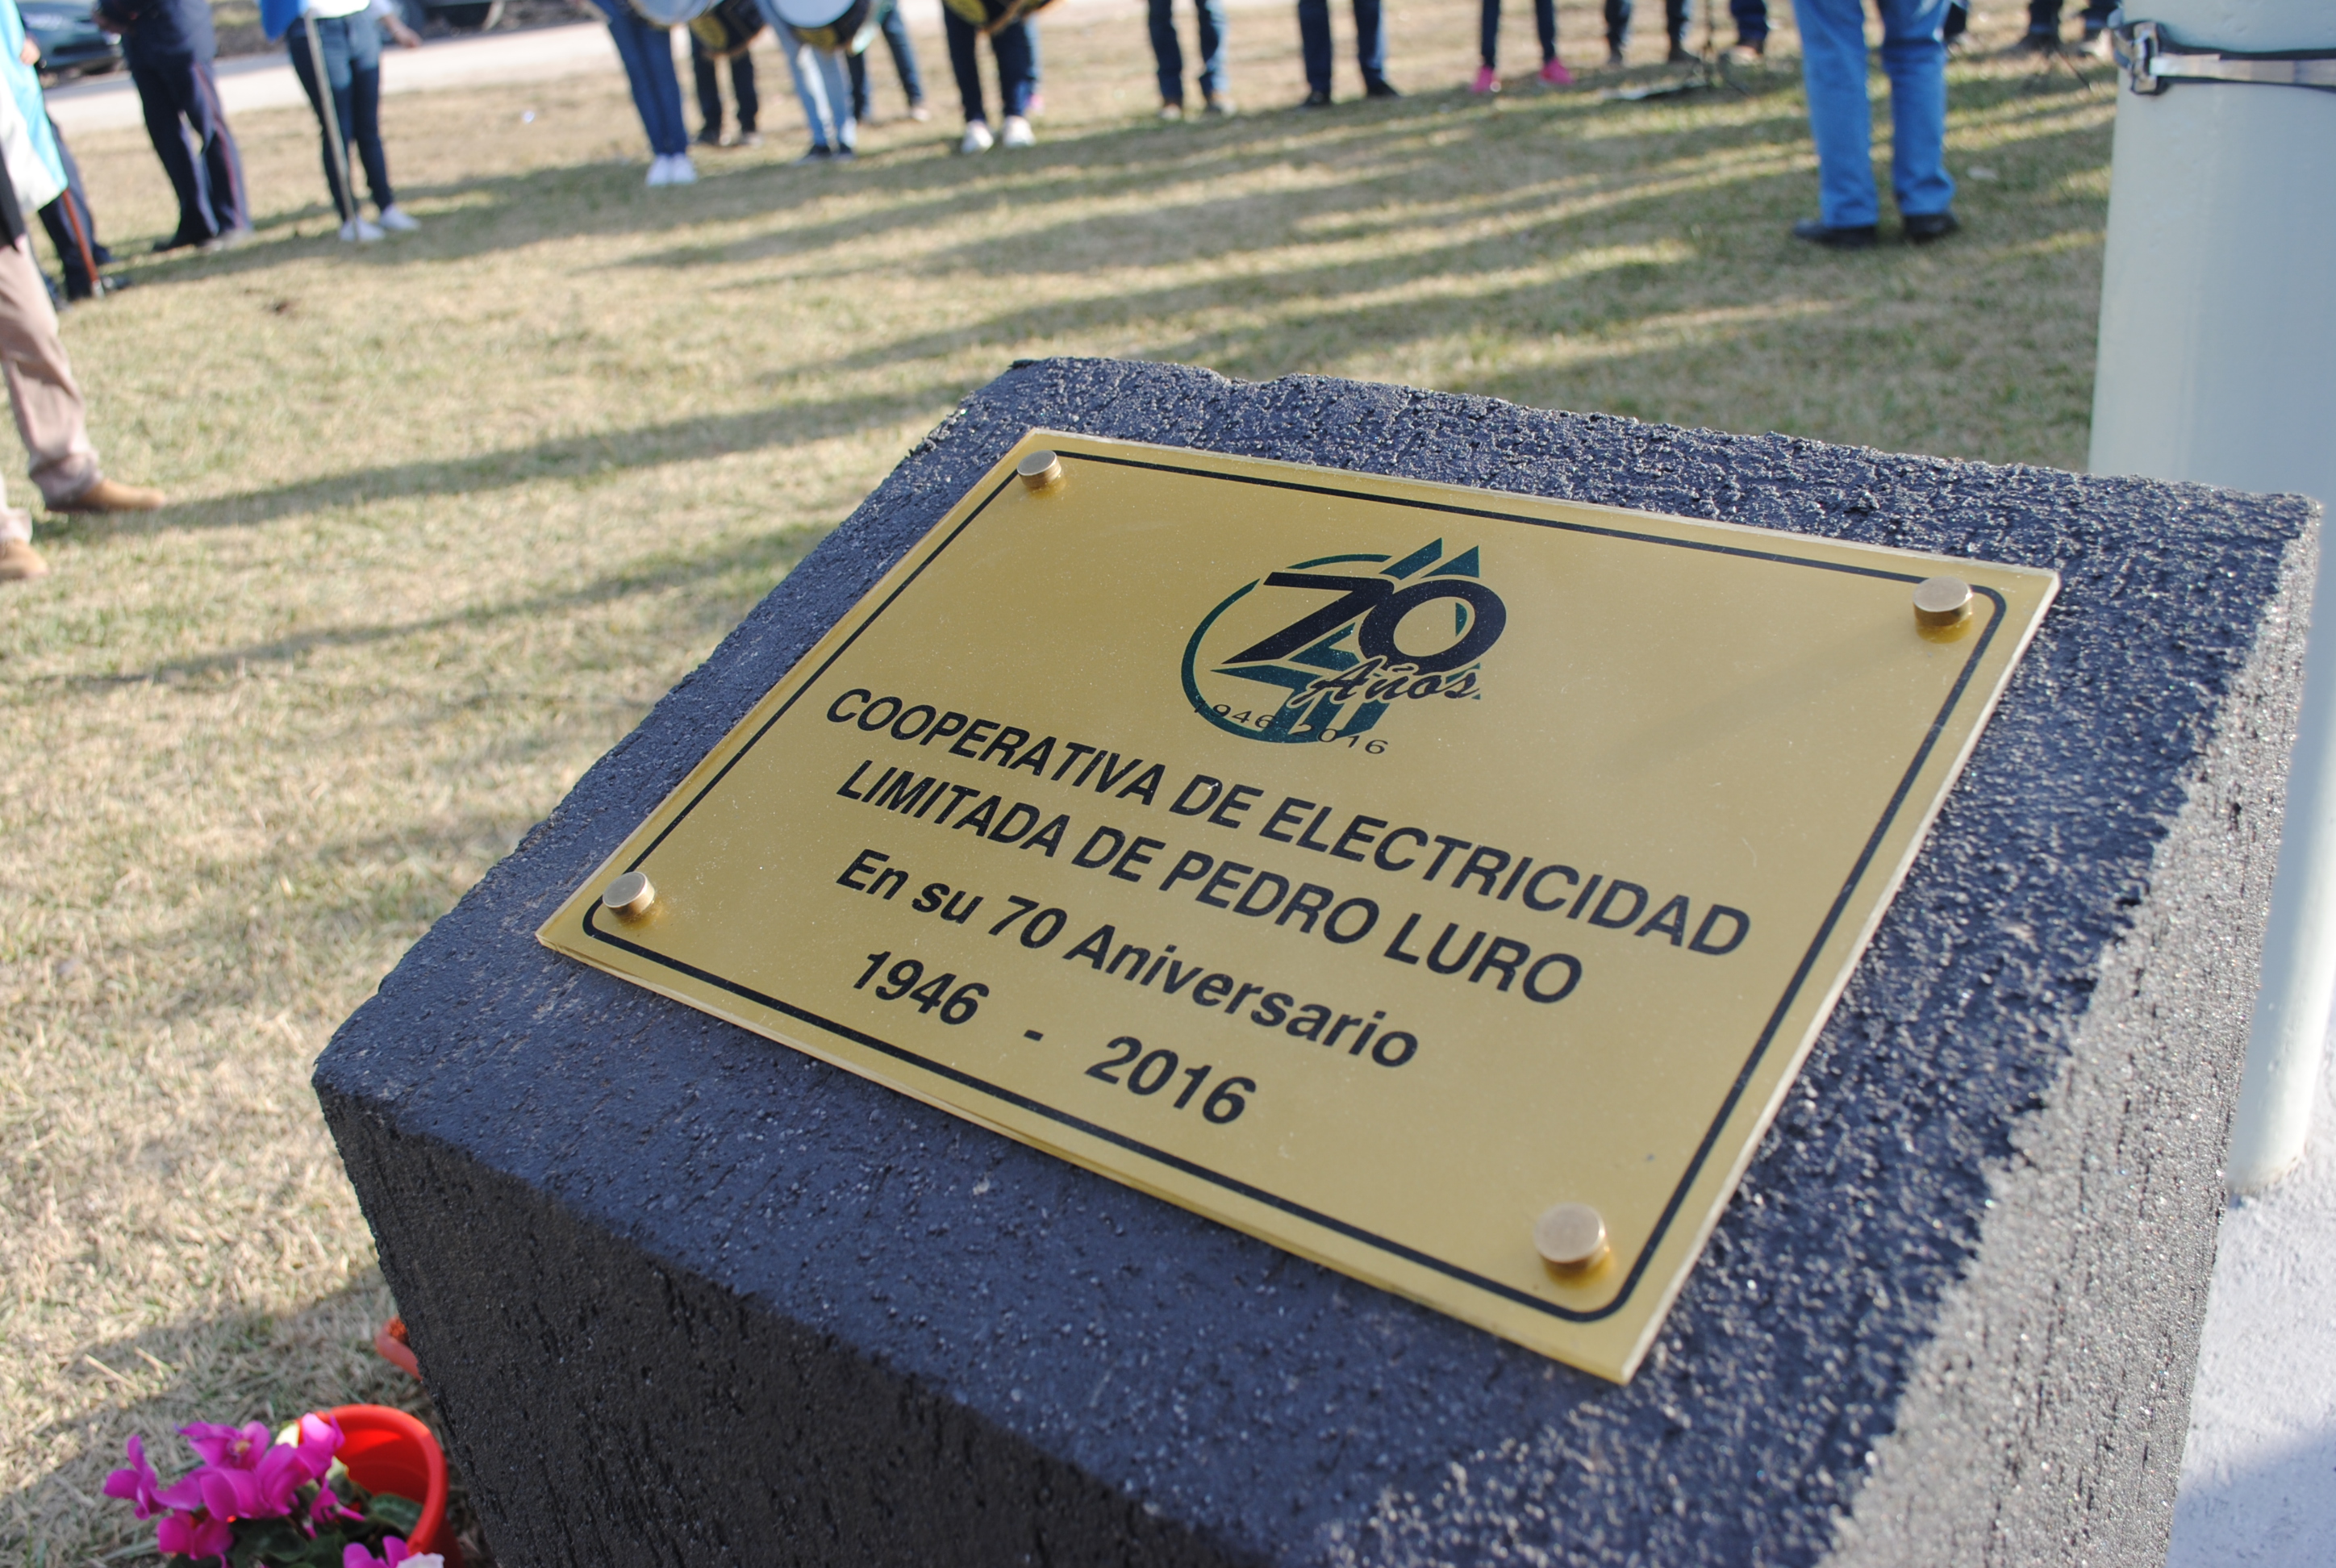 70
Años
1946 2016
COOPERATIVA DE ELECTRICIDAD
LIMITADA DE PEDRO LURO
En su 70 Aniversario
1946 - 2016